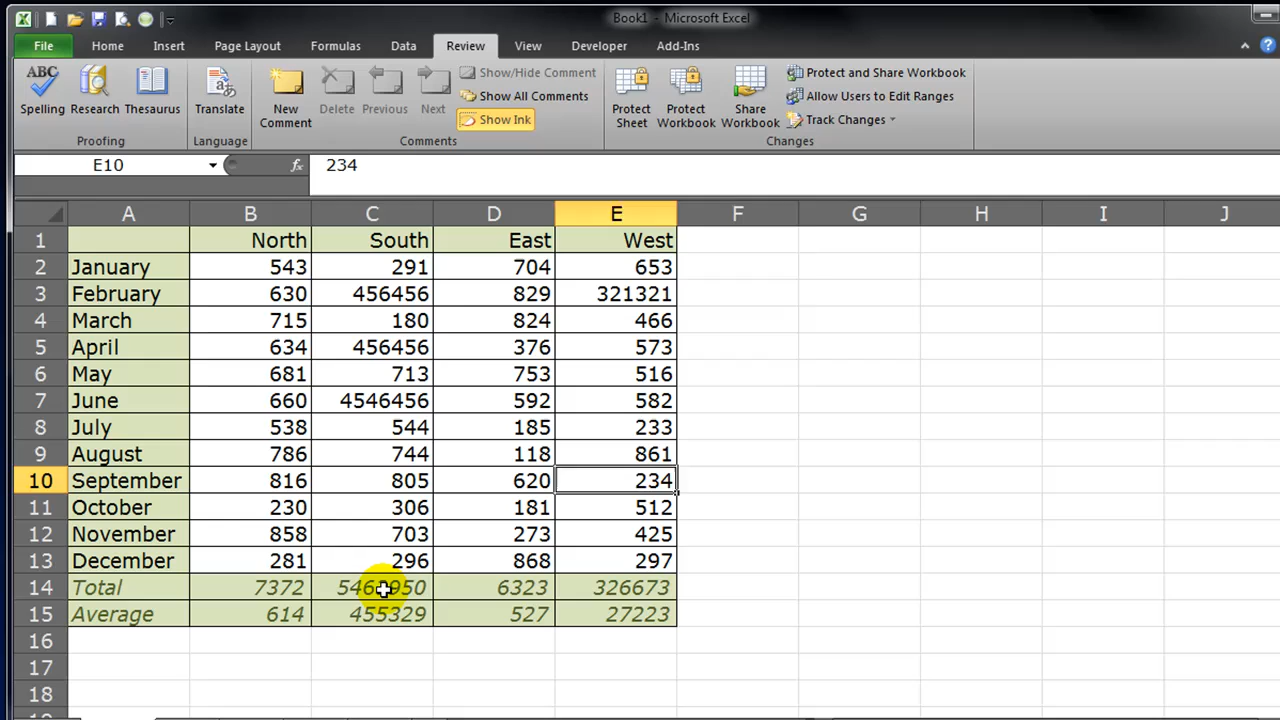 Book1 - Microsoft Excel
File Home Insert Page Layout Formulas Data Review View Developer Add-Ins
ABC
Spelling Research Thesaurus
Proofing
Translate
Language
New Comment
Delete Previous Next
Show/Hide Comment
Show All Comments
Show Ink
Comments
Protect Sheet
Protect Workbook
Share Workbook
Protect and Share Workbook
Allow Users to Edit Ranges
Track Changes
Changes
E10 fx 234
A B C D E F G H I J
1 North South East West
2 January 543 291 704 653
3 February 630 456456 829 321321
4 March 715 180 824 466
5 April 634 456456 376 573
6 May 681 713 753 516
7 June 660 4546456 592 582
8 July 538 544 185 233
9 August 786 744 118 861
10 September 816 805 620 234
11 October 230 306 181 512
12 November 858 703 273 425
13 December 281 296 868 297
14 Total 7372 6323 326673
15 Average 614 455329 527 27223
16
17
18